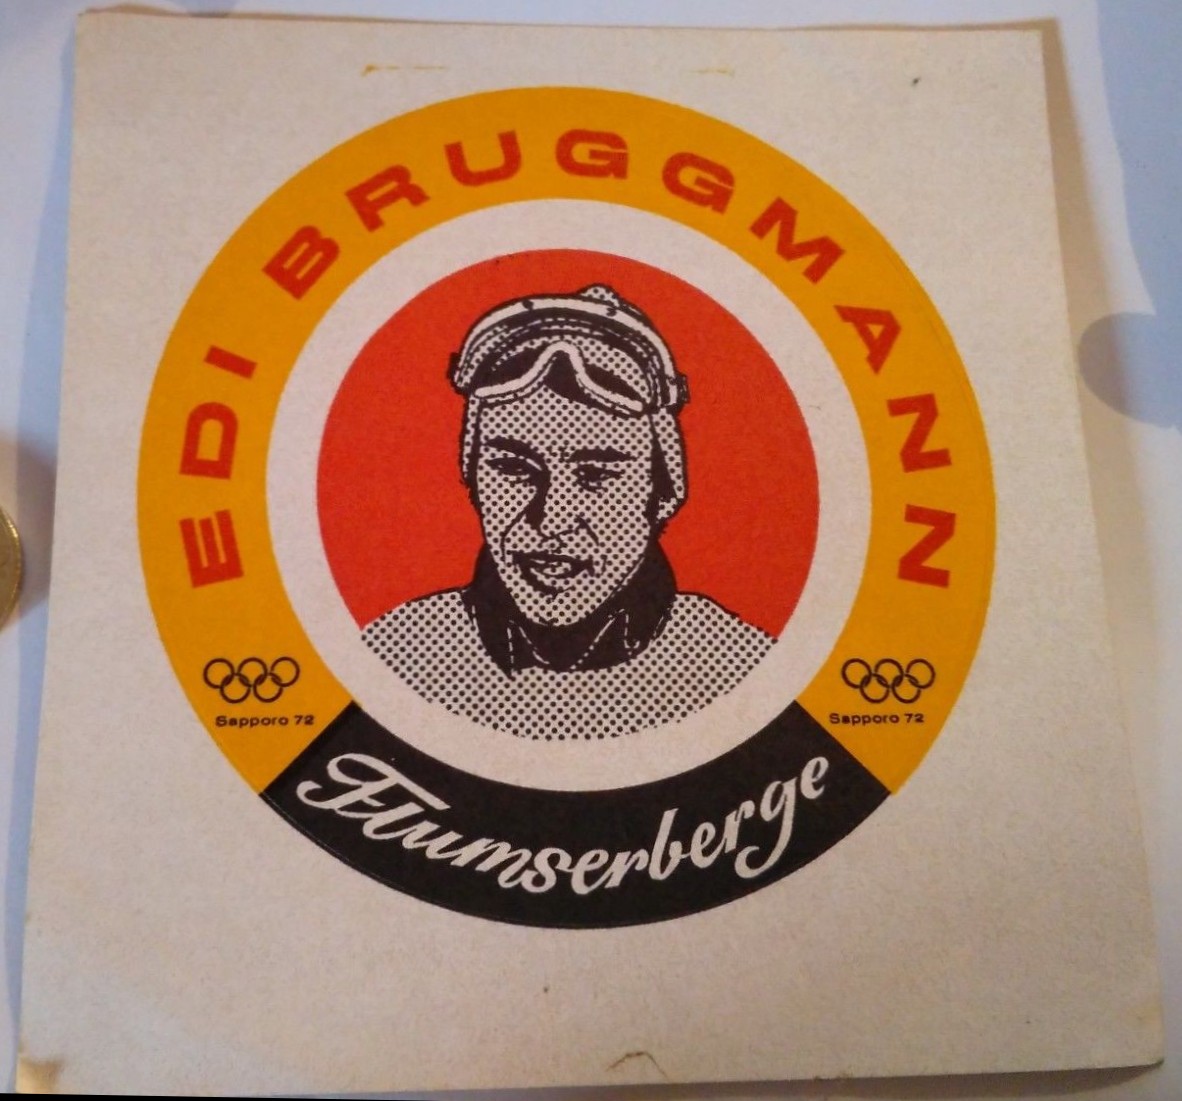 EDI BRUGGMANN
Sapporo 72
Sapporo 72
Flumserberge